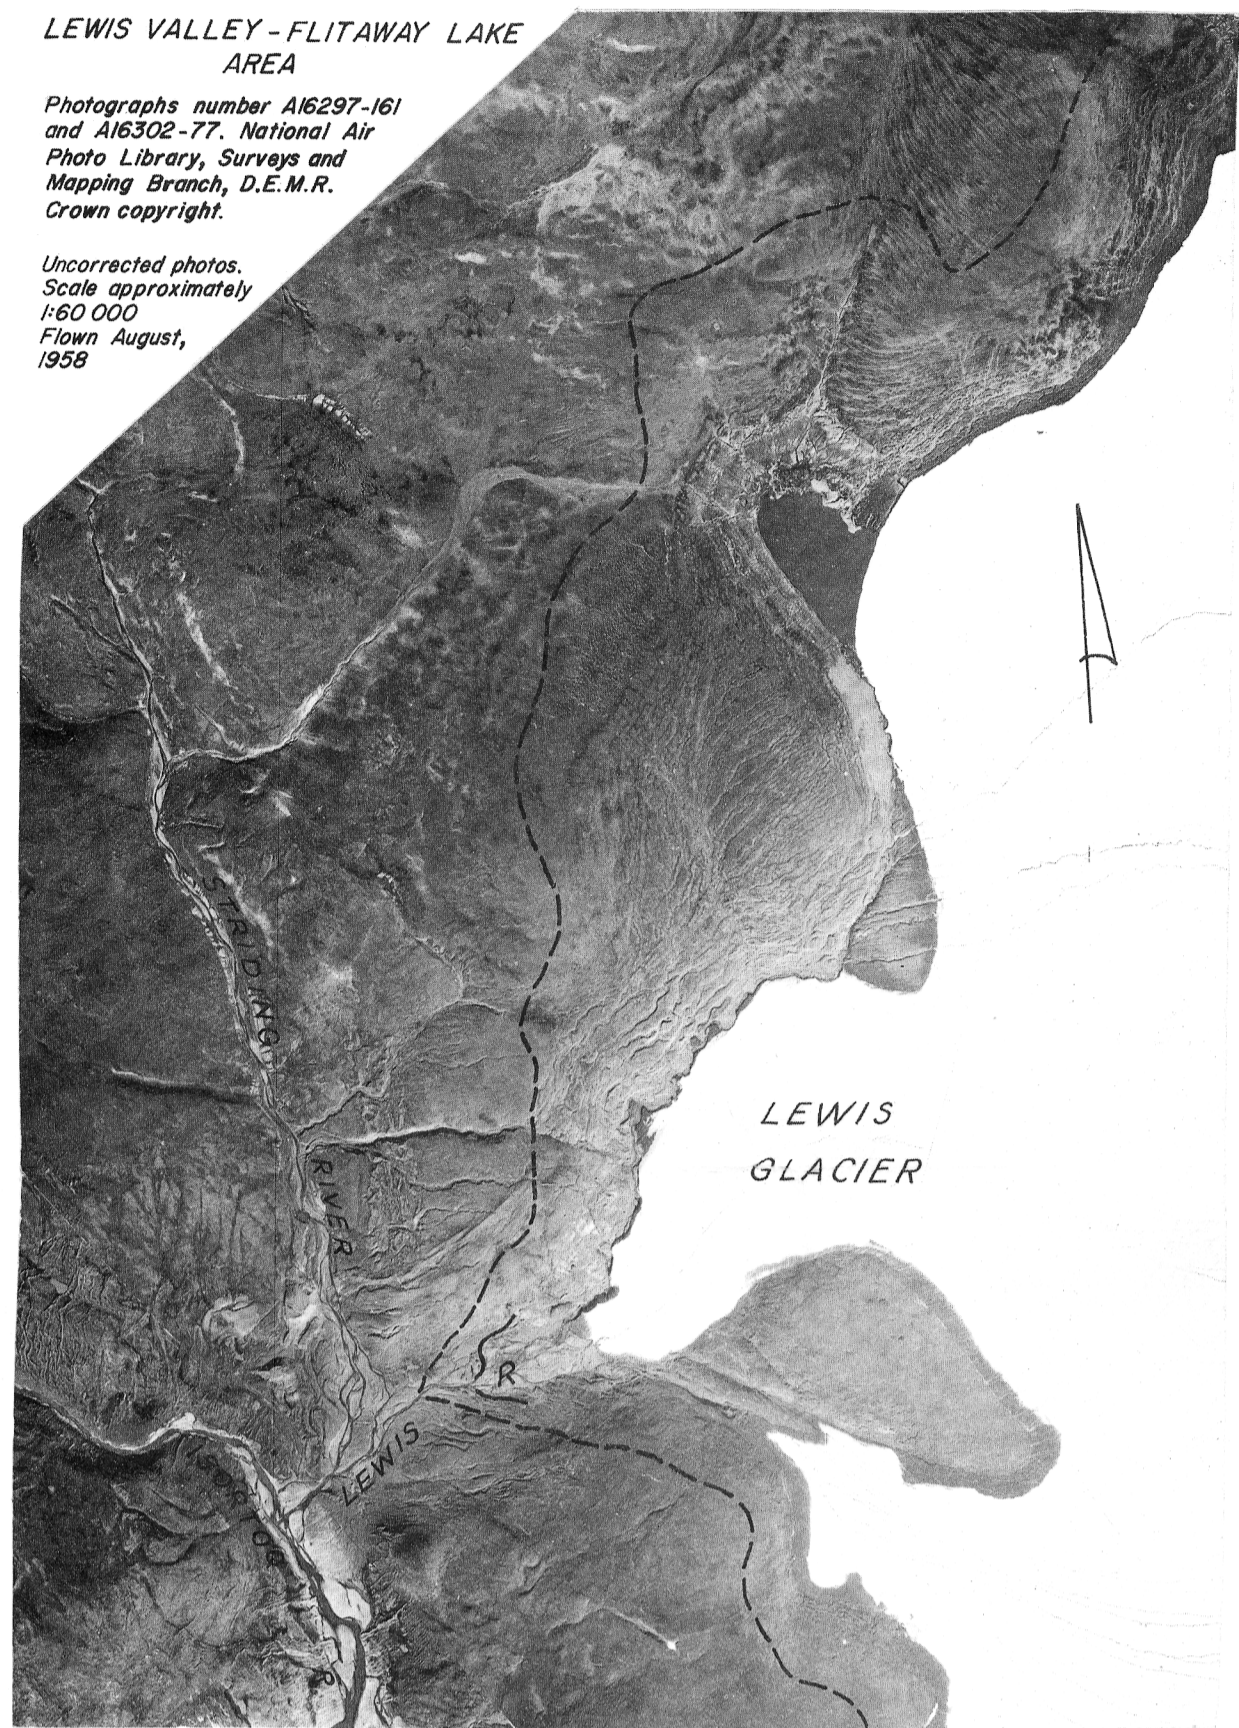 LEWIS VALLEY - FLITAWAY LAKE
AREA
Photographs number A16297-161
and A16302-77. National Air
Photo Library, Surveys and
Mapping Branch, D.E.M.R.
Crown copyright.
Uncorrected photos.
Scale approximately
1:60 000
Flown August,
1958
STRIDING
RIVER
LEWIS
GLACIER
LEWIS
R
R